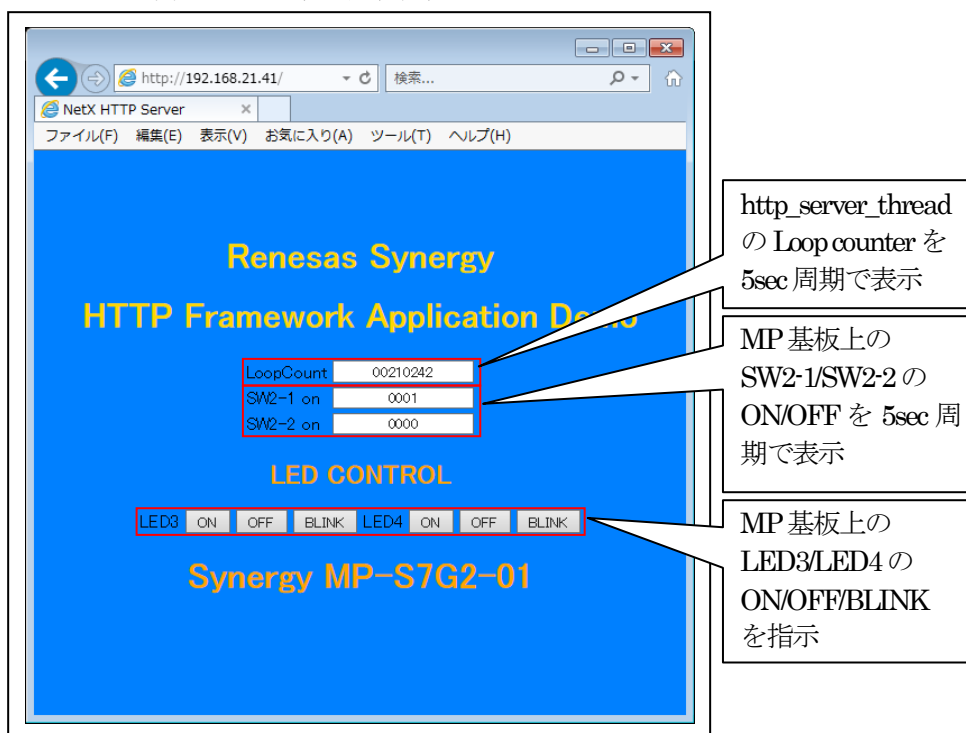 http://192.168.21.41/
検索...
NetX HTTP Server
ファイル(F) 編集(E) 表示(V) お気に入り(A) ツール(T) ヘルプ(H)
Renesas Synergy
HTTP Framework Application
LoopCount 00210242
SW2-1 on 0001
SW2-2 on 0000
LED CONTROL
LED3 ON OFF BLINK LED4 ON OFF BLINK
Synergy MP-S7G2-01
http_server_thread
の Loop counter を
5sec 周期で表示
MP 基板上の
SW2-1/SW2-2 の
ON/OFF を 5sec 周
期で表示
MP 基板上の
LED3/LED4 の
ON/OFF/BLINK
を指示